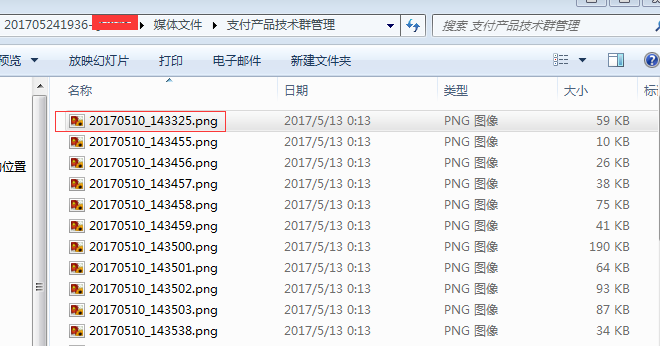 201705241936- 媒体文件 支付产品技术群管理 搜索 支付产品技术群管理
预览 放映幻灯片 打印 电子邮件 新建文件夹
名称 日期 类型 大小
20170510_143325.png 2017/5/13 0:13 PNG 图像 59 KB
20170510_143455.png 2017/5/13 0:13 PNG 图像 10 KB
20170510_143456.png 2017/5/13 0:13 PNG 图像 26 KB
20170510_143457.png 2017/5/13 0:13 PNG 图像 38 KB
20170510_143458.png 2017/5/13 0:13 PNG 图像 75 KB
的位置
20170510_143459.png 2017/5/13 0:13 PNG 图像 41 KB
20170510_143500.png 2017/5/13 0:13 PNG 图像 190 KB
20170510_143501.png 2017/5/13 0:13 PNG 图像 64 KB
20170510_143502.png 2017/5/13 0:13 PNG 图像 93 KB
20170510_143503.png 2017/5/13 0:13 PNG 图像 87 KB
20170510_143538.png 2017/5/13 0:13 PNG 图像 34 KB